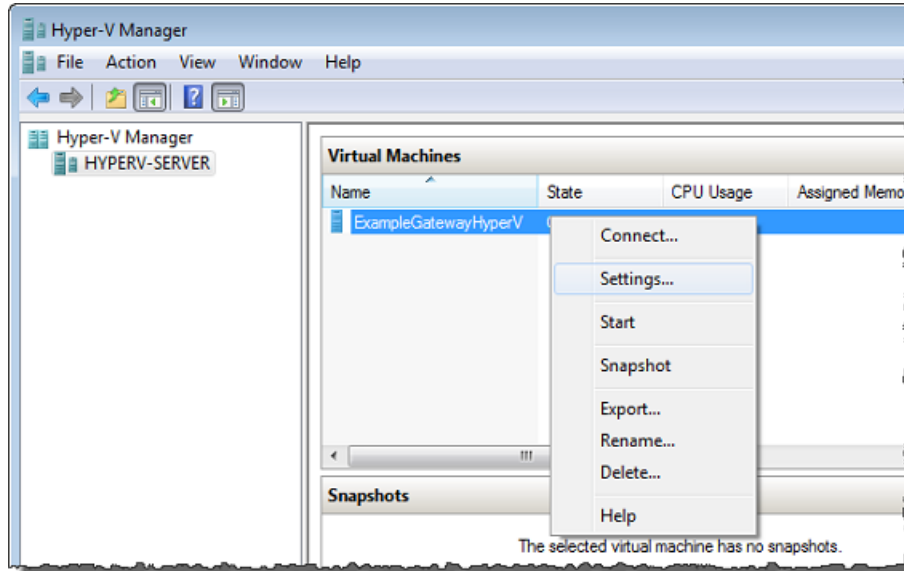 Hyper-V Manager
File Action View Window Help
Hyper-V Manager
HYPERV-SERVER
Virtual Machines
Name State CPU Usage Assigned Memo
ExampleGatewayHyperV
Connect...
Settings...
Start
Snapshot
Export...
Rename...
Delete...
Help
Snapshots
The selected virtual machine has no snapshots.